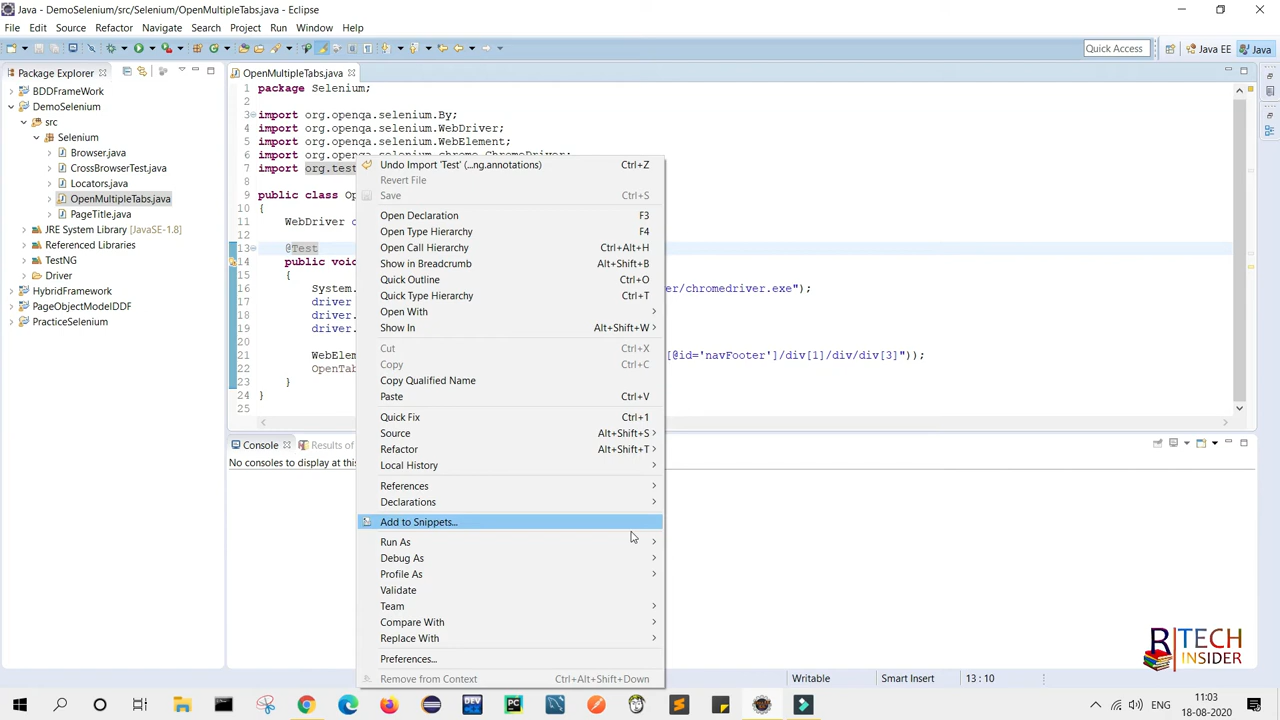 Java - DemoSelenium/src/Selenium/OpenMultipleTabs.java - Eclipse
File Edit Source Refactor Navigate Search Project Run Window Help
Quick Access Java EE Java
Package Explorer
BDDFrameWork
DemoSelenium
src
Selenium
Browser.java
CrossBrowserTest.java
Locators.java
OpenMultipleTabs.java
PageTitle.java
JRE System Library [JavaSE-1.8]
Referenced Libraries
TestNG
Driver
HybridFramework
PageObjectModelDDF
PracticeSelenium
OpenMultipleTabs.java
1 package Selenium;
2
3 import org.openqa.selenium.By;
4 import org.openqa.selenium.WebDriver;
5 import org.openqa.selenium.WebElement;
6 import org.openqa.selenium.chrome.ChromeDriver;
7 import org.test
8
9 public class Op
10 {
11 WebDriver
12
13 @Test
14 public void
15 {
16 System. er/chromedriver.exe");
17 driver
18 driver.
19 driver.
20
21 WebElem [@id='navFooter']/div[1]/div/div[3]"));
22 OpenTab
23 }
24 }
25
Undo Import 'Test' (...ng.annotations) Ctrl+Z
Revert File
Save Ctrl+S
Open Declaration F3
Open Type Hierarchy F4
Open Call Hierarchy Ctrl+Alt+H
Show in Breadcrumb Alt+Shift+B
Quick Outline Ctrl+O
Quick Type Hierarchy Ctrl+T
Open With
Show In Alt+Shift+W
Cut Ctrl+X
Copy Ctrl+C
Copy Qualified Name
Paste Ctrl+V
Quick Fix Ctrl+1
Source Alt+Shift+S
Refactor Alt+Shift+T
Local History
References
Declarations
Add to Snippets...
Run As
Debug As
Profile As
Validate
Team
Compare With
Replace With
Preferences...
Remove from Context Ctrl+Alt+Shift+Down
Console Results of
No consoles to display at this
B TECH
INSIDER
Writable Smart Insert 13 : 10
ENG 11:03
18-08-2020